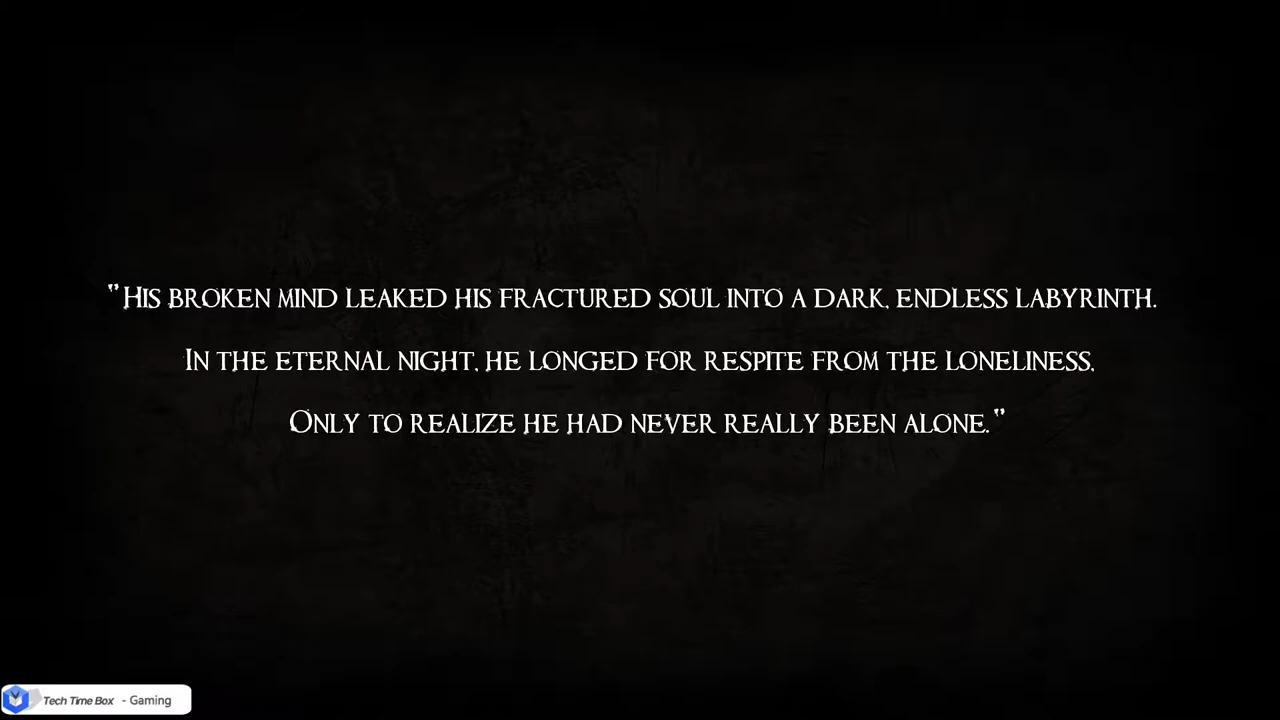 "His broken mind leaked his fractured soul into a dark, endless labyrinth.
In the eternal night, he longed for respite from the loneliness,
Only to realize he had never really been alone."
Tech Time Box - Gaming